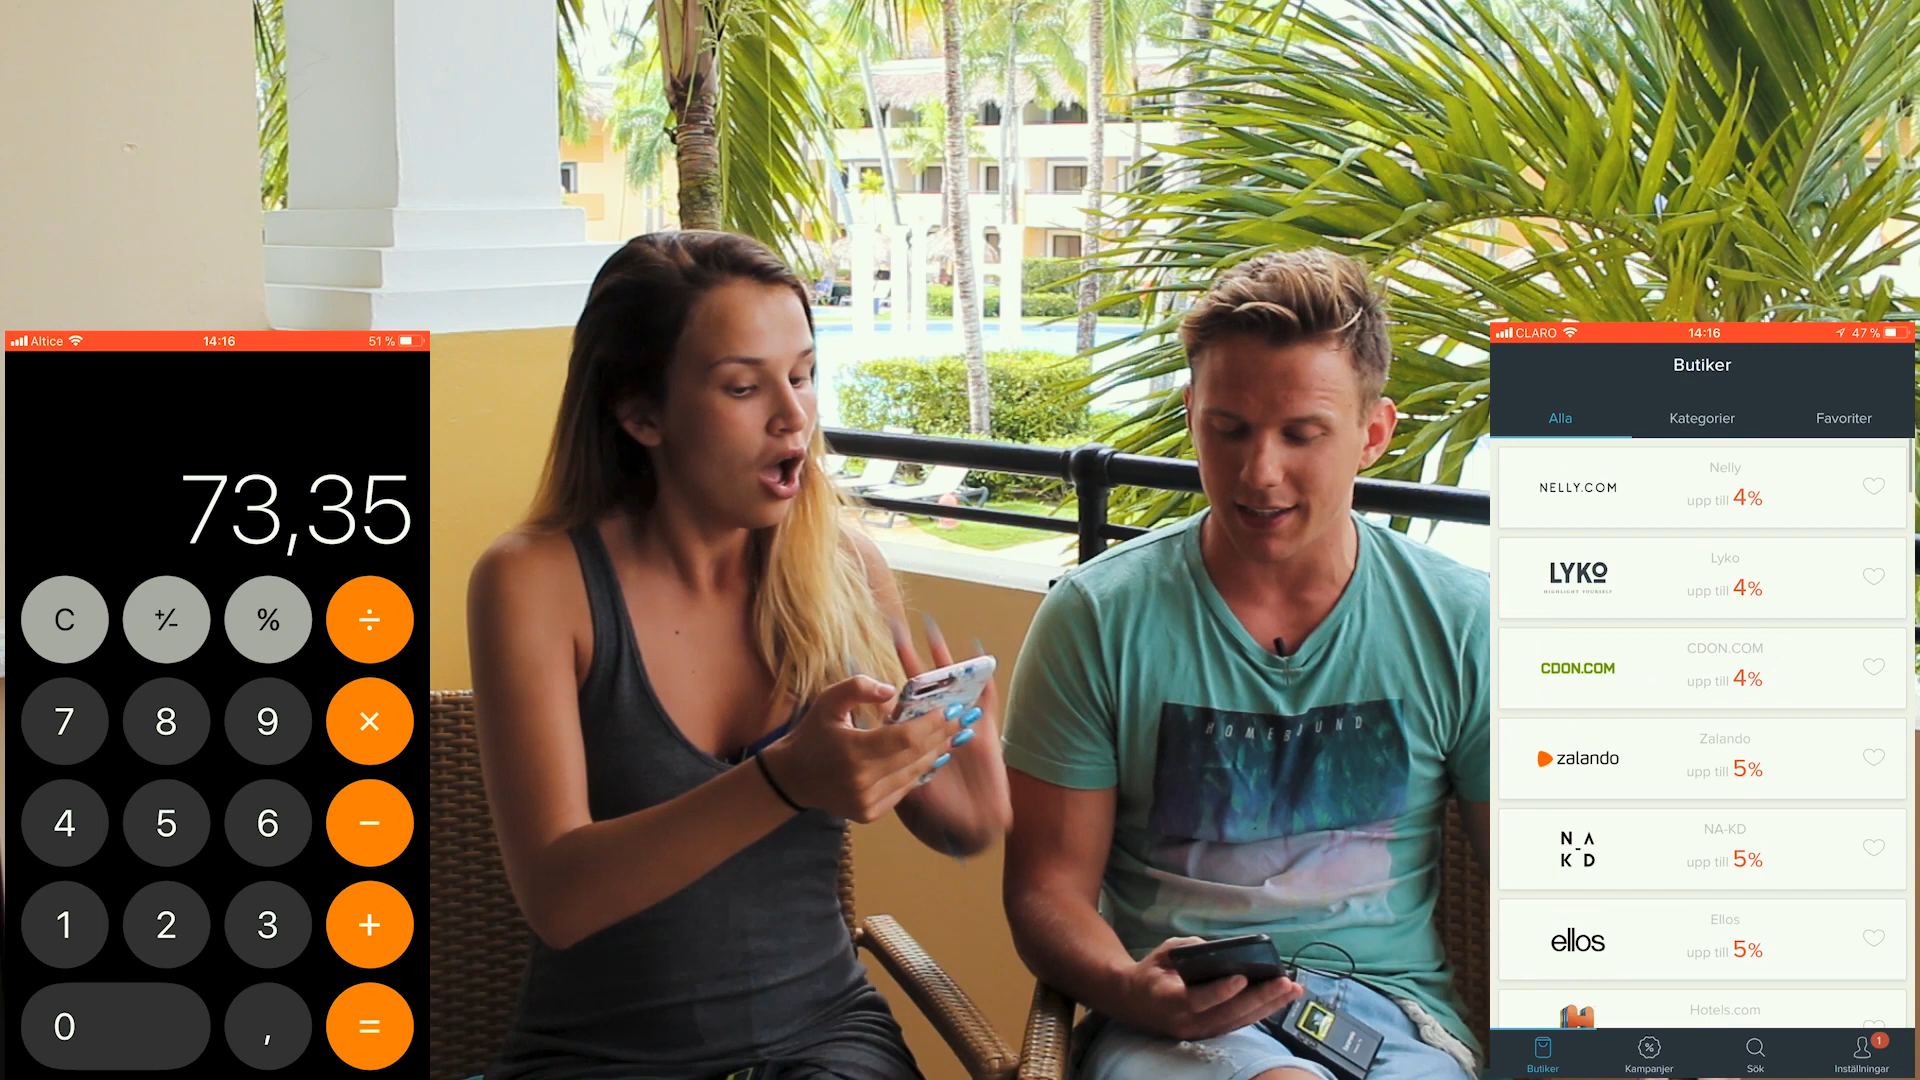 Altice 14:16 51 %
73,35
C +/- % ÷
7 8 9 ×
4 5 6 −
1 2 3 +
0 , =
HOMEBOUND
CLARO 14:16 47 %
Butiker
Alla Kategorier Favoriter
NELLY.COM
Nelly
upp till 4%
LYKO
HIGHLIGHT YOURSELF
Lyko
upp till 4%
CDON.COM
CDON.COM
upp till 4%
zalando
Zalando
upp till 5%
N_A
K D
NA-KD
upp till 5%
ellos
Ellos
upp till 5%
H
Hotels.com
Butiker Kampanjer Sök Inställningar
1